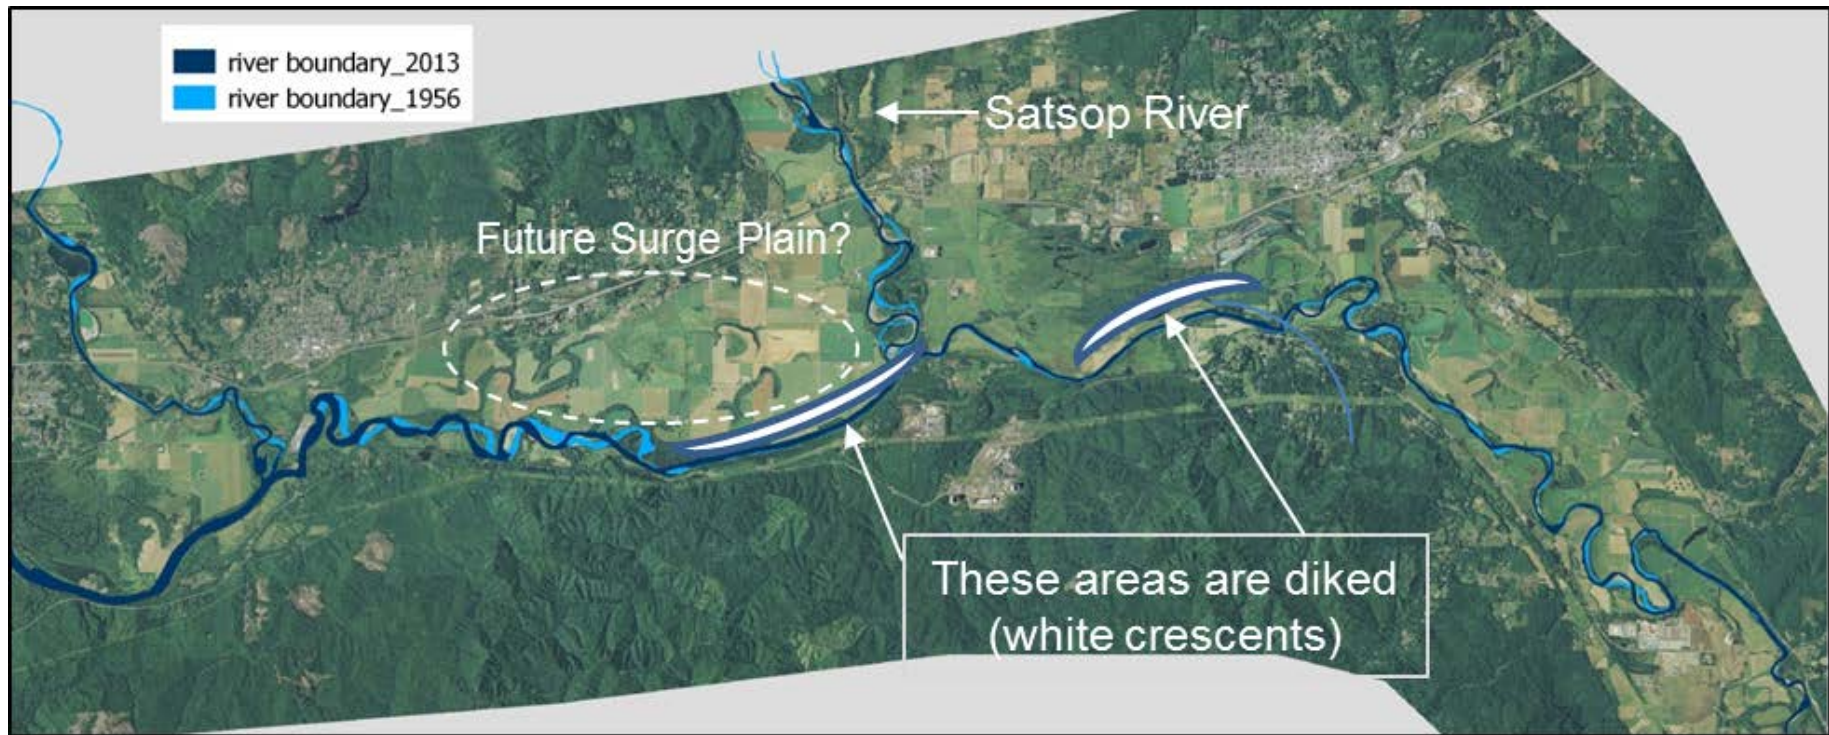 river boundary_2013
river boundary_1956
Satsop River
Future Surge Plain?
These areas are diked
(white crescents)